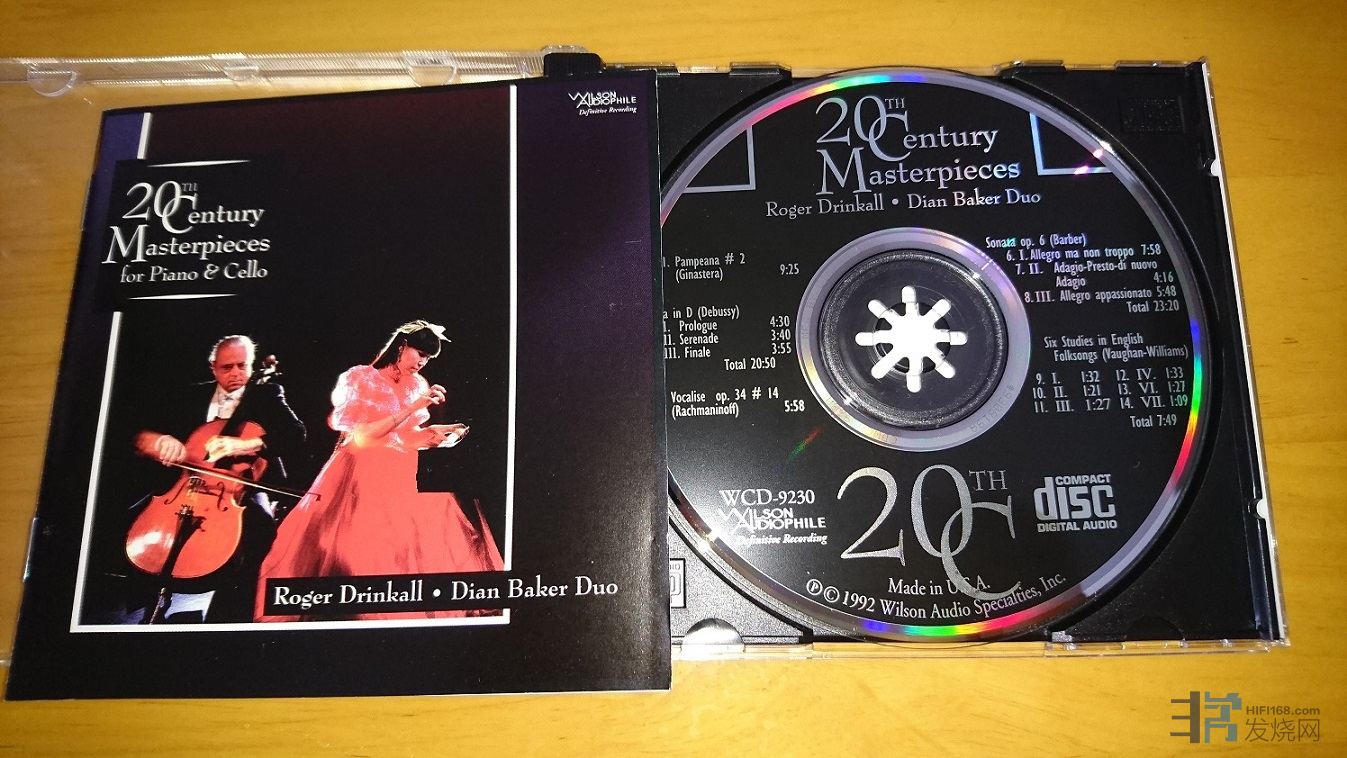 WILSON
AUDIOPHILE
Definitive Recording
20TH
Century
Masterpieces
for Piano & Cello
Roger Drinkall • Dian Baker Duo
20TH
Century
Masterpieces
Roger Drinkall • Dian Baker Duo
1. Pampeana # 2
(Ginastera) 9:25
a in D (Debussy)
I. Prologue 4:30
II. Serenade 3:40
III. Finale 3:55
Total 20:50
Vocalise op. 34 # 14
(Rachmaninoff) 5:58
Sonata op. 6 (Barber)
6. I. Allegro ma non troppo 7:58
7. II. Adagio-Presto-di nuovo
Adagio 4:16
8. III. Allegro appassionato 5:48
Total 23:20
Six Studies in English
Folksongs (Vaughan-Williams)
9. I. 1:32 12. IV. 1:33
10. II. 1:21 13. VI. 1:27
11. III. 1:27 14. VII. 1:09
Total 7:49
WCD-9230
WILSON
AUDIOPHILE
Definitive Recording
20TH
C
COMPACT
disc
DIGITAL AUDIO
Made in U.S.A.
℗ © 1992 Wilson Audio Specialties, Inc.
HIFI168.com
发烧网